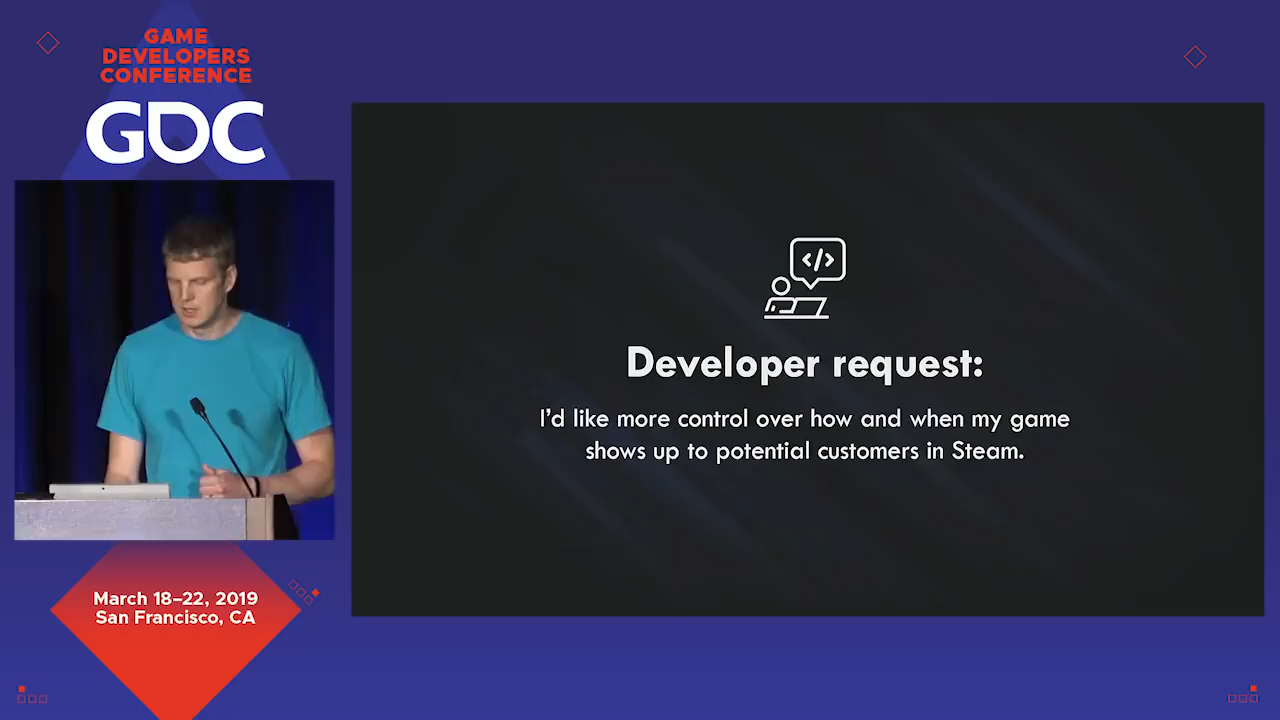 GAME
DEVELOPERS
CONFERENCE
GDC
March 18–22, 2019
San Francisco, CA
</>
Developer request:
I'd like more control over how and when my game
shows up to potential customers in Steam.